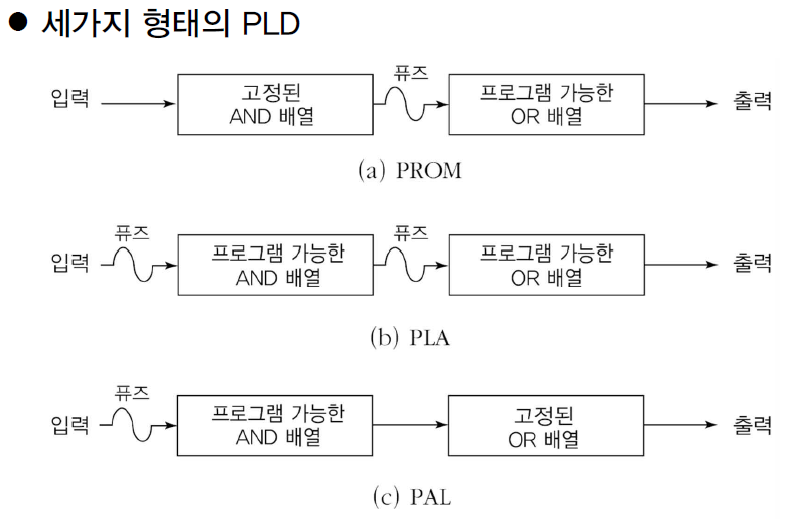 ● 세가지 형태의 PLD
입력
고정된
AND 배열
퓨즈
프로그램 가능한
OR 배열
출력
(a) PROM
입력
퓨즈
프로그램 가능한
AND 배열
퓨즈
프로그램 가능한
OR 배열
출력
(b) PLA
입력
퓨즈
프로그램 가능한
AND 배열
고정된
OR 배열
출력
(c) PAL